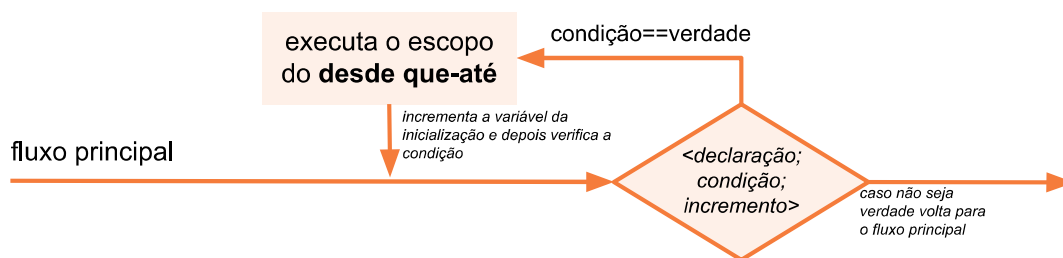 executa o escopo
do desde que-até
condição==verdade
incrementa a variável da
inicialização e depois verifica a
condição
fluxo principal
<declaração;
condição;
incremento>
caso não seja
verdade volta para
o fluxo principal